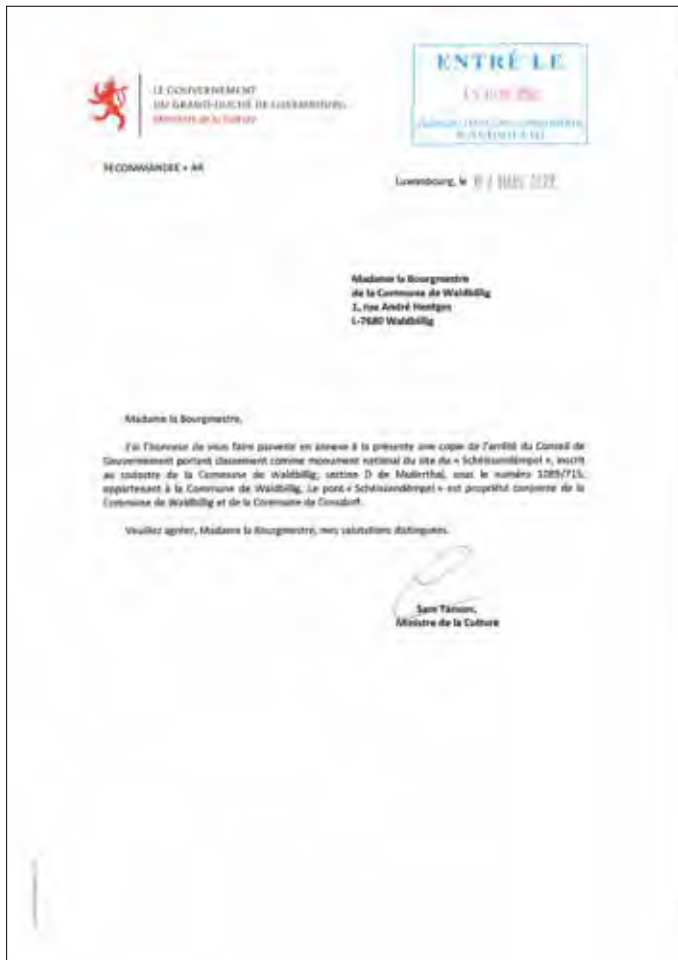 LE GOUVERNEMENT
DU GRAND-DUCHÉ DE LUXEMBOURG
Ministère de la Culture
ENTRÉ LE
RECOMMANDÉE + AR
Luxembourg, le
Madame la Bourgmestre
de la Commune de Waldbillig
1, rue André Hentges
L-7680 Waldbillig
Madame la Bourgmestre,
J'ai l'honneur de vous faire parvenir en annexe à la présente une copie de l'arrêté du Conseil de
Gouvernement portant classement comme monument national du site du « Schéissendëmpel », inscrit
au cadastre de la Commune de Waldbillig, section D de Mullerthal, sous le numéro 1089/715,
appartenant à la Commune de Waldbillig. Le pont « Schéissendëmpel » est propriété conjointe de la
Commune de Waldbillig et de la Commune de Consdorf.
Veuillez agréer, Madame la Bourgmestre, mes salutations distinguées.
Sam Tanson,
Ministre de la Culture